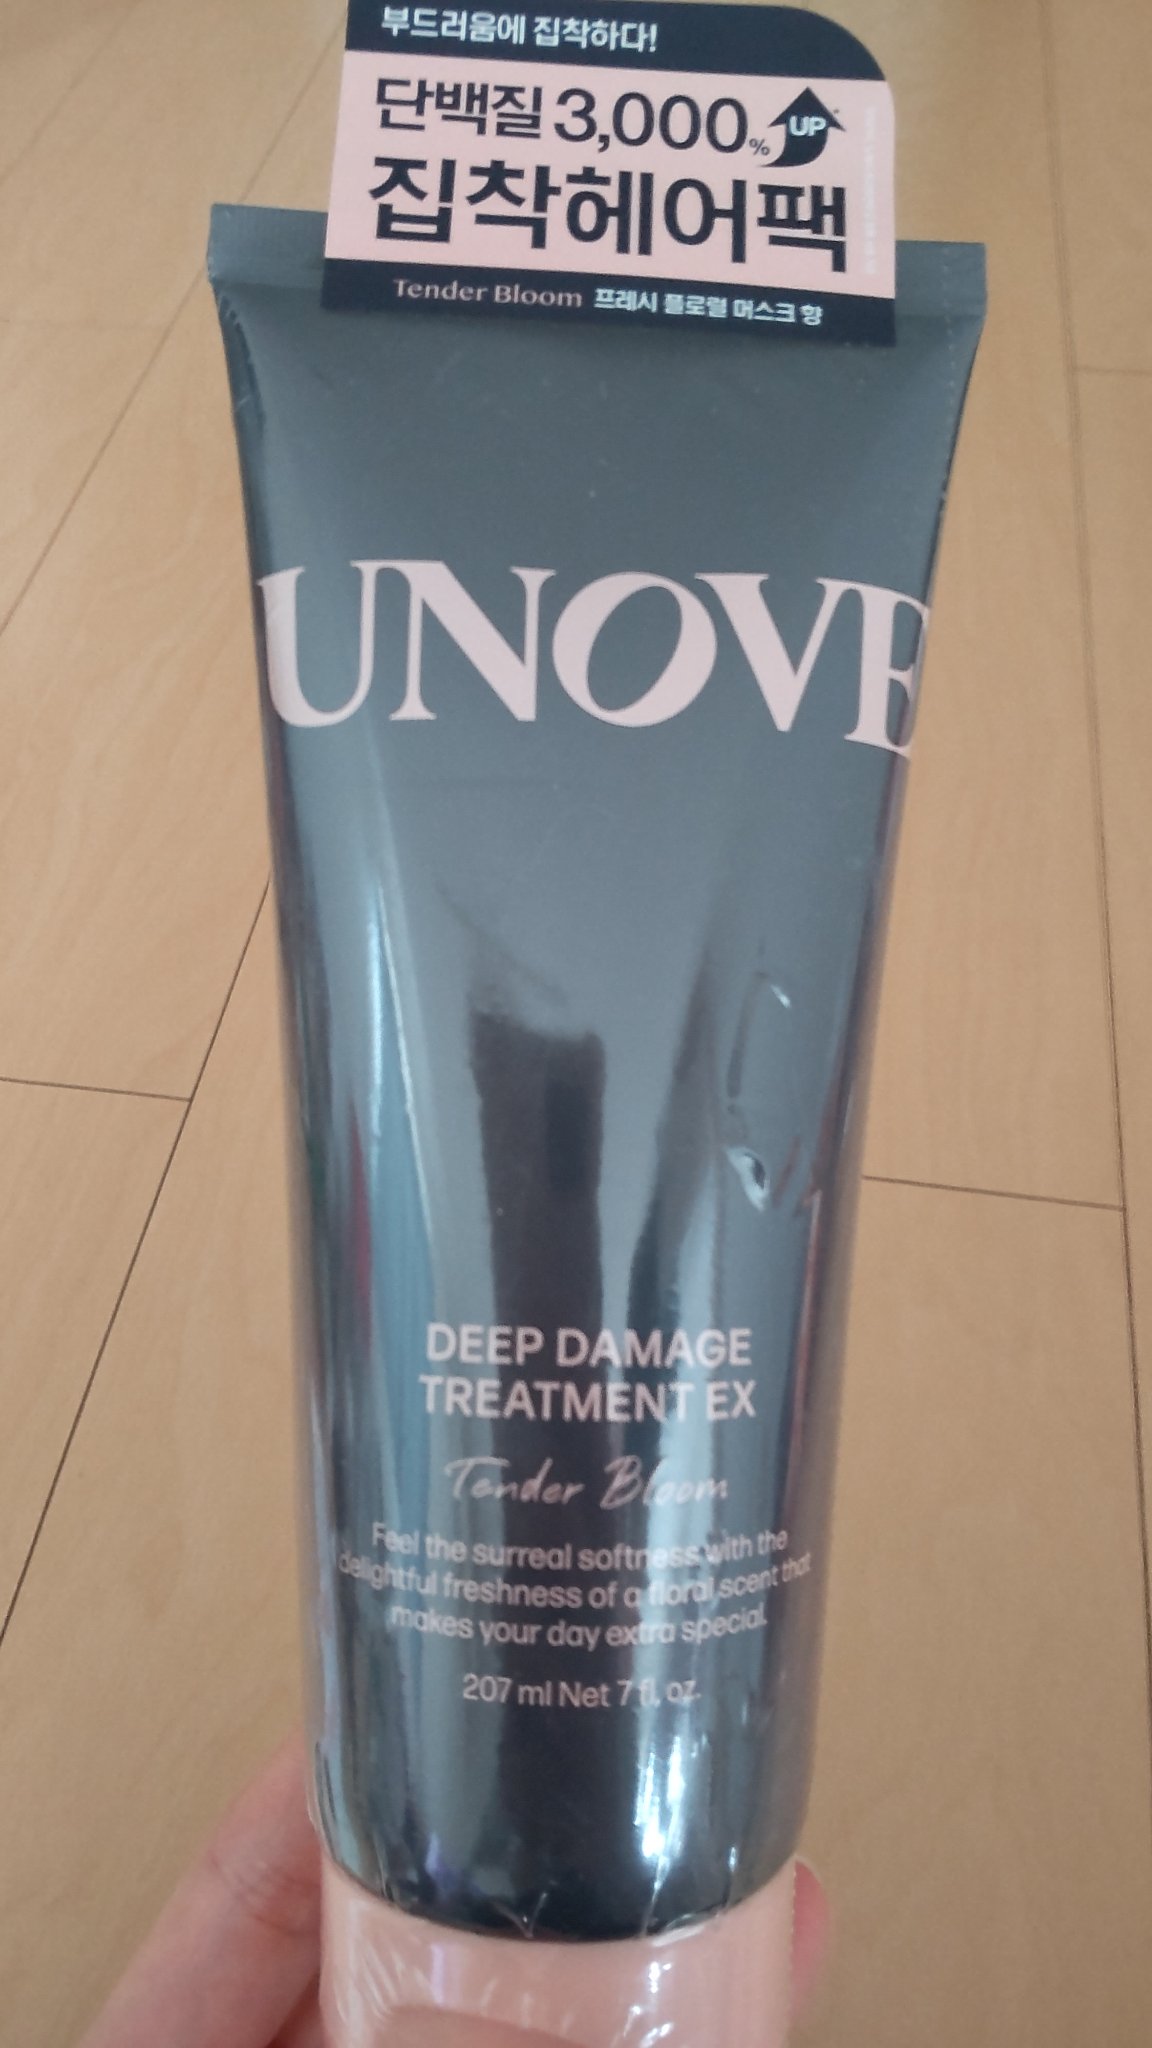 부드러움에 집착하다!
단백질 3,000% UP
집착헤어팩
Tender Bloom 프레시 플로럴 머스크 향
UNOVE
DEEP DAMAGE
TREATMENT EX
Tender Bloom
Feel the surreal softness with the
delightful freshness of a floral scent that
makes your day extra special.
207 ml Net 7 fl. oz.